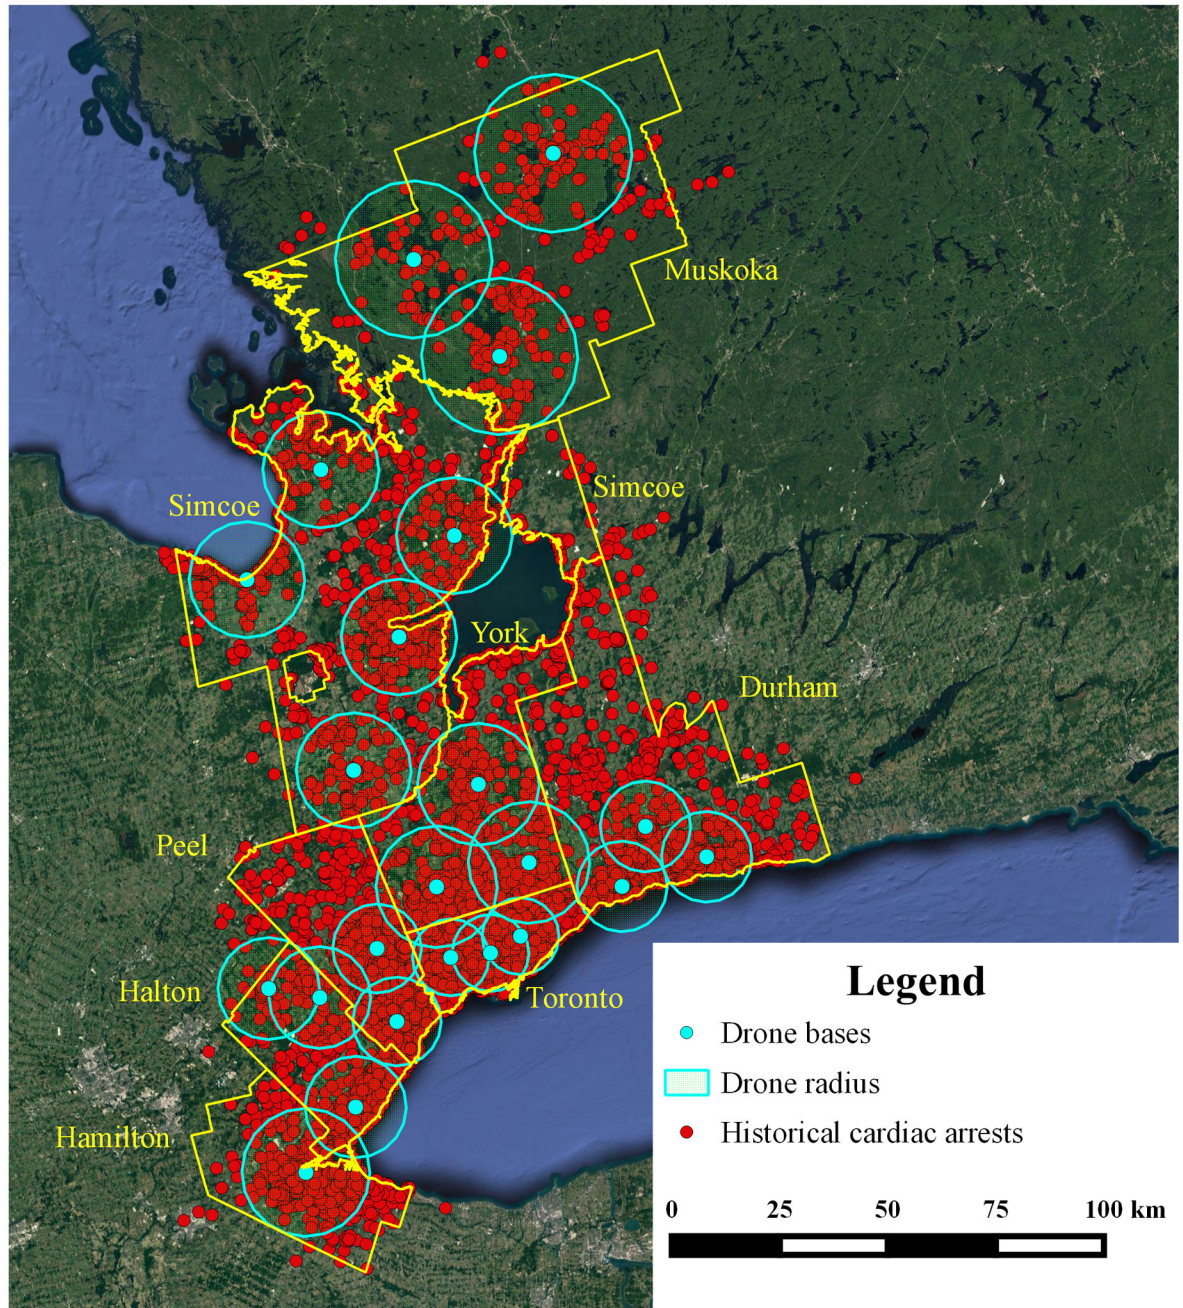 Muskoka
Simcoe
Simcoe
York
Durham
Peel
Halton
Toronto
Hamilton
Legend
Drone bases
Drone radius
Historical cardiac arrests
0 25 50 75 100 km